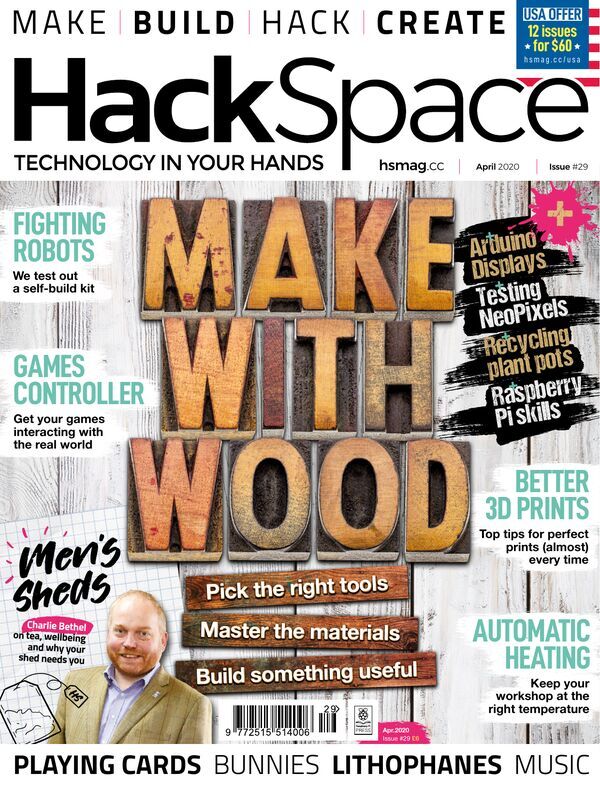 MAKE | BUILD | HACK | CREATE
USA OFFER
12 issues
for $60
hsmag.cc/usa
HackSpace
TECHNOLOGY IN YOUR HANDS
hsmag.cc | April 2020 | Issue #29
FIGHTING
ROBOTS
We test out
a self-build kit
GAMES
CONTROLLER
Get your games
interacting with
the real world
MAKE
WITH
WOOD
+
Arduino
Displays
Testing
NeoPixels
Recycling
plant pots
Raspberry
Pi skills
BETTER
3D PRINTS
Top tips for perfect
prints (almost)
every time
Men's
Sheds
Charlie Bethel
on tea, wellbeing
and why your
shed needs you
HS
Pick the right tools
Master the materials
Build something useful
AUTOMATIC
HEATING
Keep your
workshop at the
right temperature
29
9 772515 514006
PRESS
Apr.2020
Issue #29 £6
PLAYING CARDS BUNNIES LITHOPHANES MUSIC